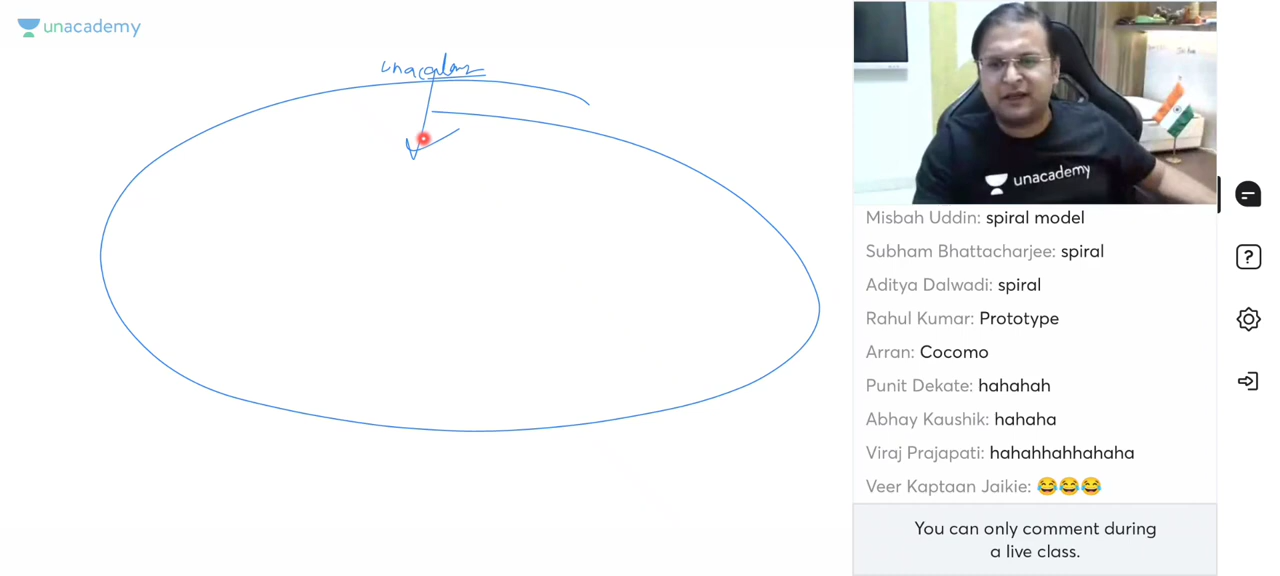 unacademy
unacademy
unacademy
Misbah Uddin: spiral model
Subham Bhattacharjee: spiral
Aditya Dalwadi: spiral
Rahul Kumar: Prototype
Arran: Cocomo
Punit Dekate: hahahah
Abhay Kaushik: hahaha
Viraj Prajapati: hahahhahhahaha
Veer Kaptaan Jaikie: 😂😂😂
You can only comment during
a live class.